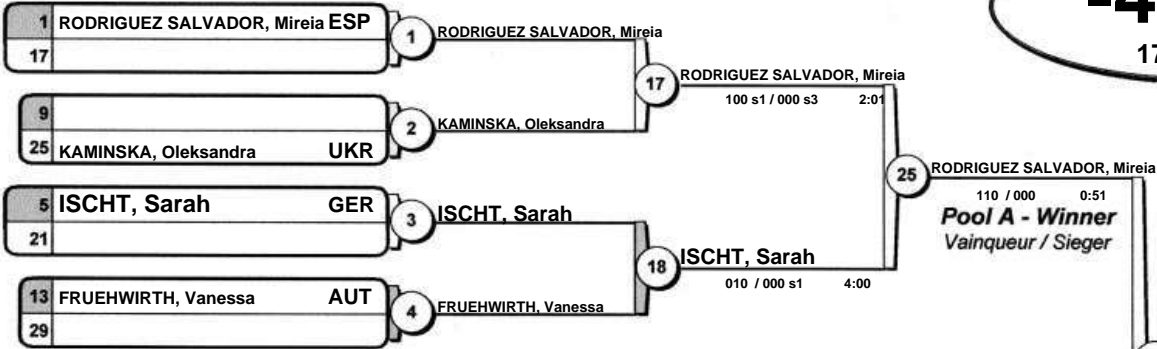 1 RODRIGUEZ SALVADOR, Mireia ESP
17
1
RODRIGUEZ SALVADOR, Mireia
9
25 KAMINSKA, Oleksandra UKR
2
KAMINSKA, Oleksandra
17
RODRIGUEZ SALVADOR, Mireia
100 s1 / 000 s3 2:01
5 ISCHT, Sarah GER
21
3
ISCHT, Sarah
13 FRUEHWIRTH, Vanessa AUT
29
4
FRUEHWIRTH, Vanessa
18
ISCHT, Sarah
010 / 000 s1 4:00
25
RODRIGUEZ SALVADOR, Mireia
110 / 000 0:51
Pool A - Winner
Vainqueur / Sieger
-4
17